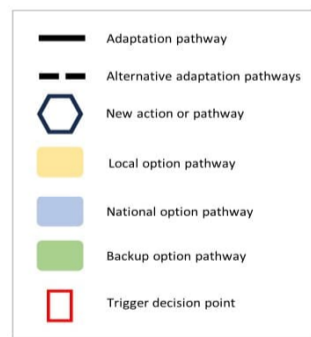 Adaptation pathway
Alternative adaptation pathways
New action or pathway
Local option pathway
National option pathway
Backup option pathway
Trigger decision point